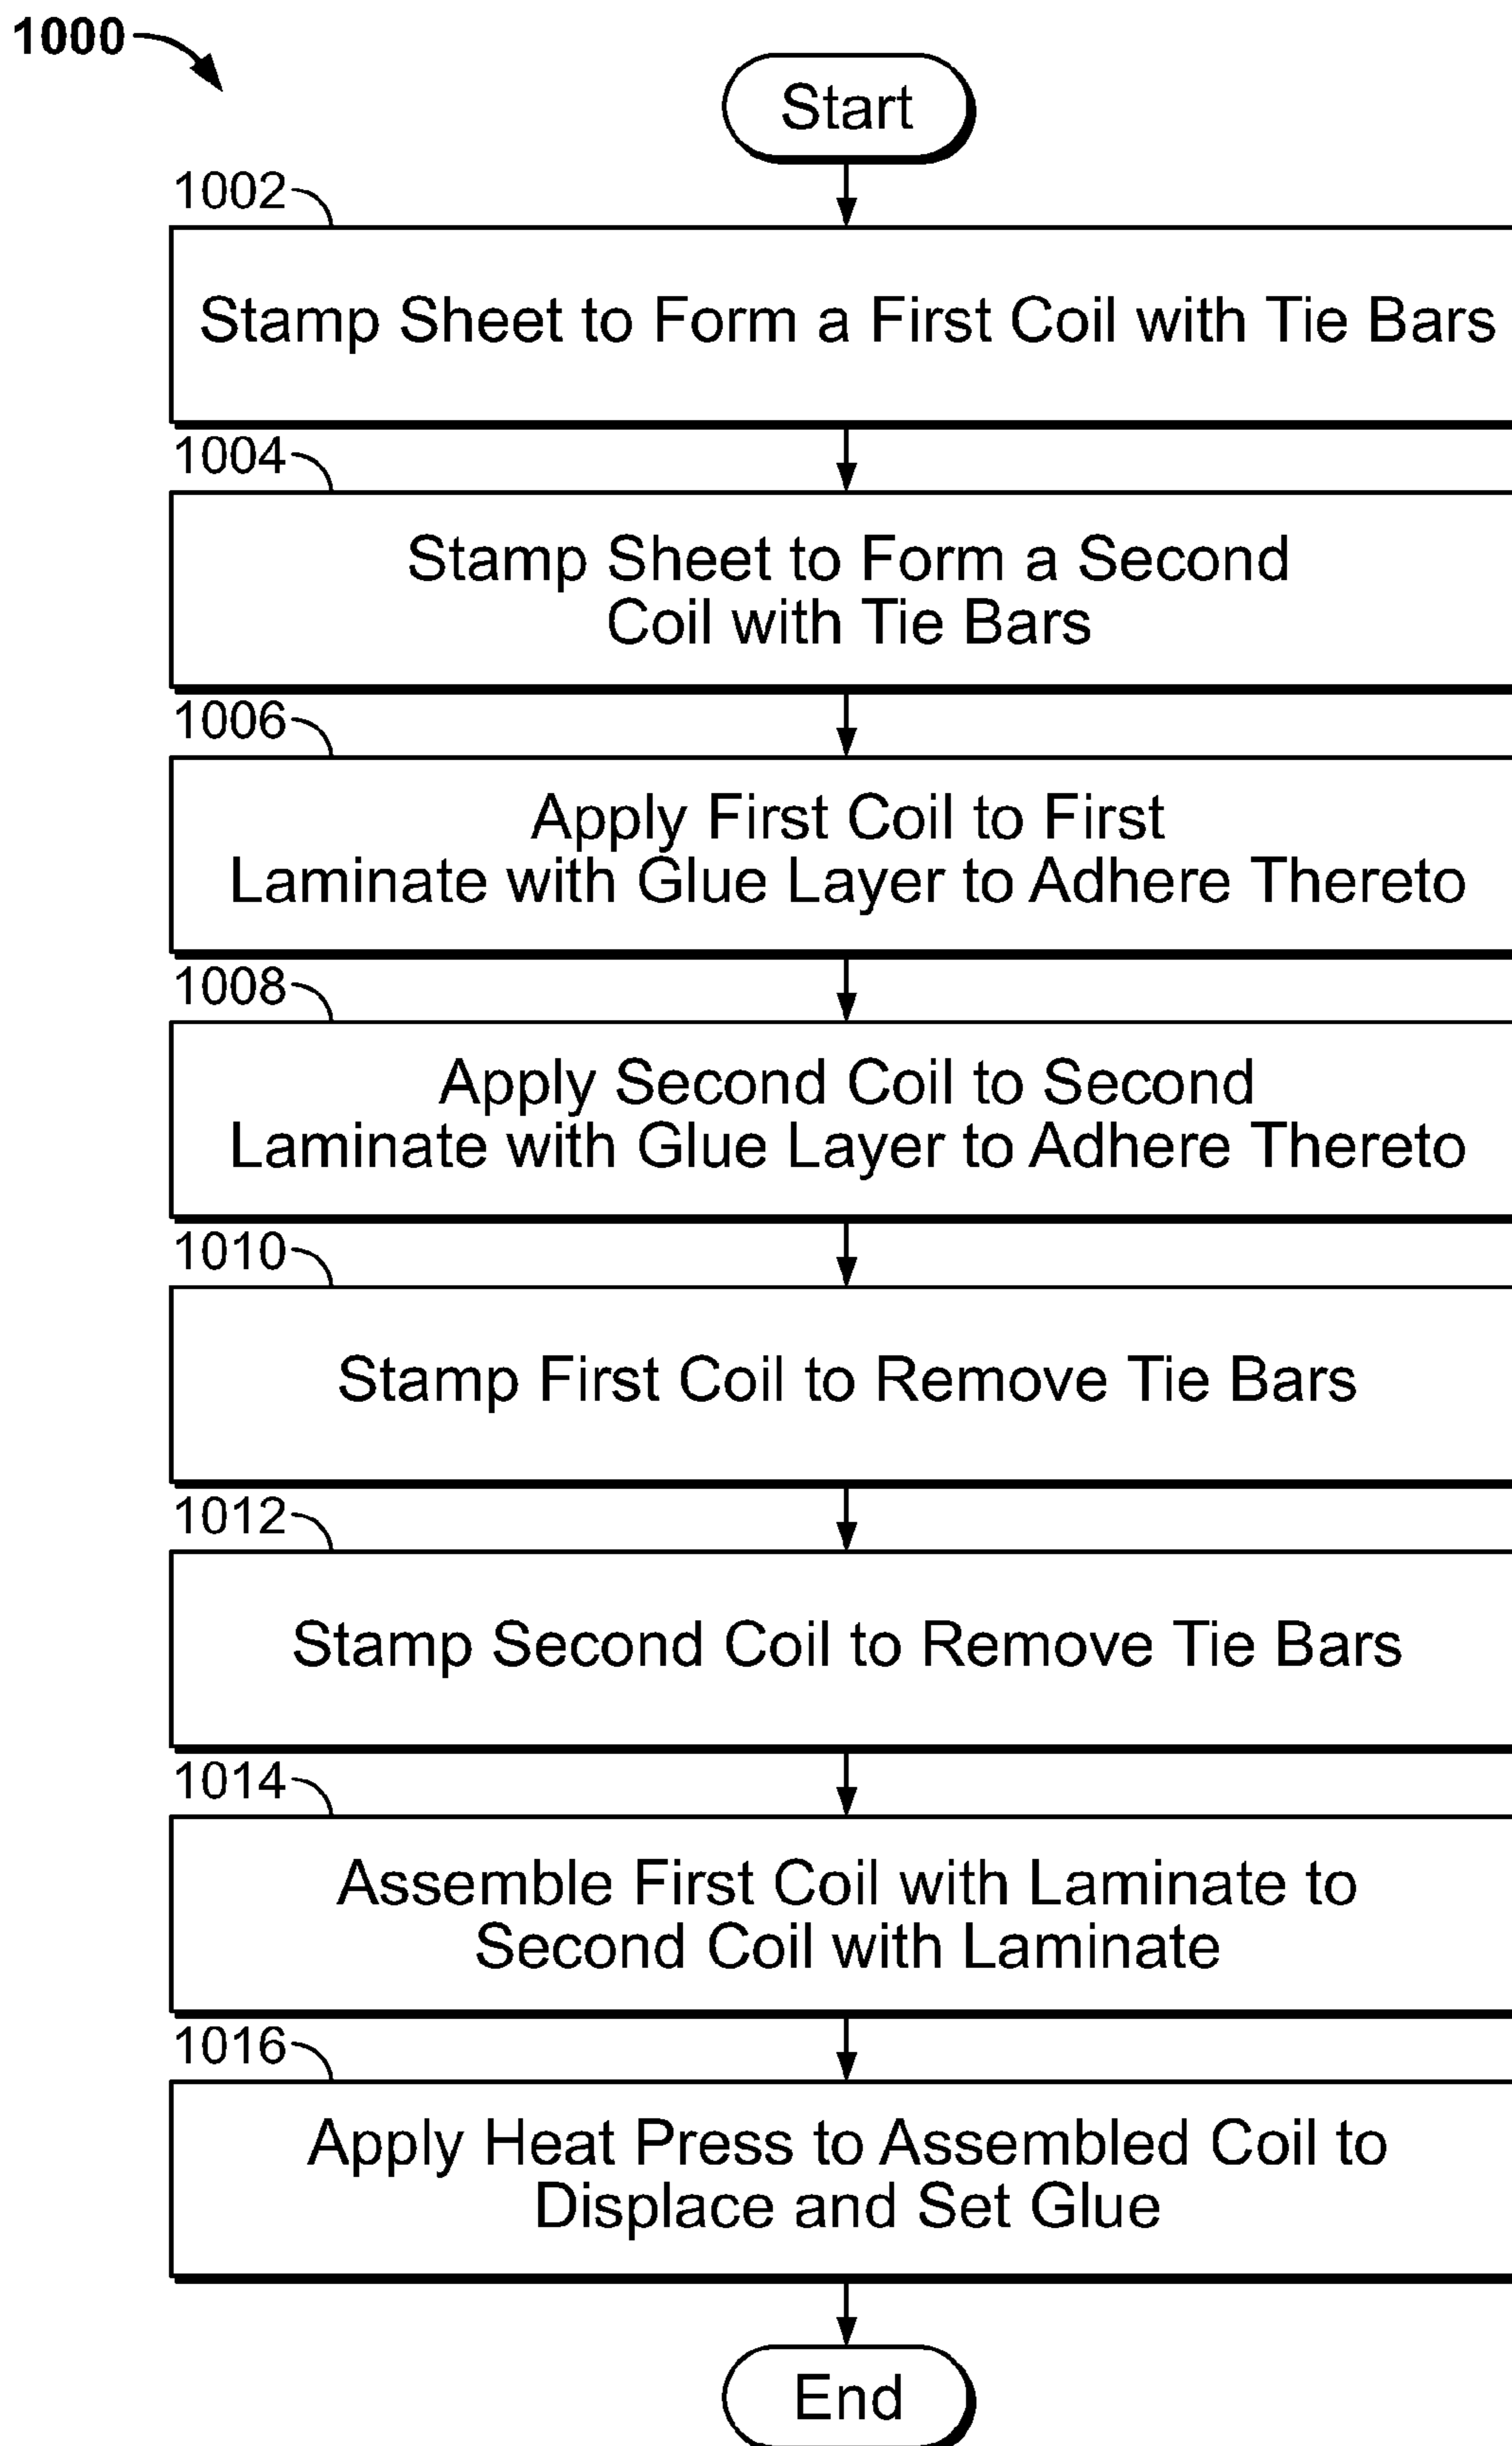 1000
Start
1002
Stamp Sheet to Form a First Coil with Tie Bars
1004
Stamp Sheet to Form a Second
Coil with Tie Bars
1006
Apply First Coil to First
Laminate with Glue Layer to Adhere Thereto
1008
Apply Second Coil to Second
Laminate with Glue Layer to Adhere Thereto
1010
Stamp First Coil to Remove Tie Bars
1012
Stamp Second Coil to Remove Tie Bars
1014
Assemble First Coil with Laminate to
Second Coil with Laminate
1016
Apply Heat Press to Assembled Coil to
Displace and Set Glue
End